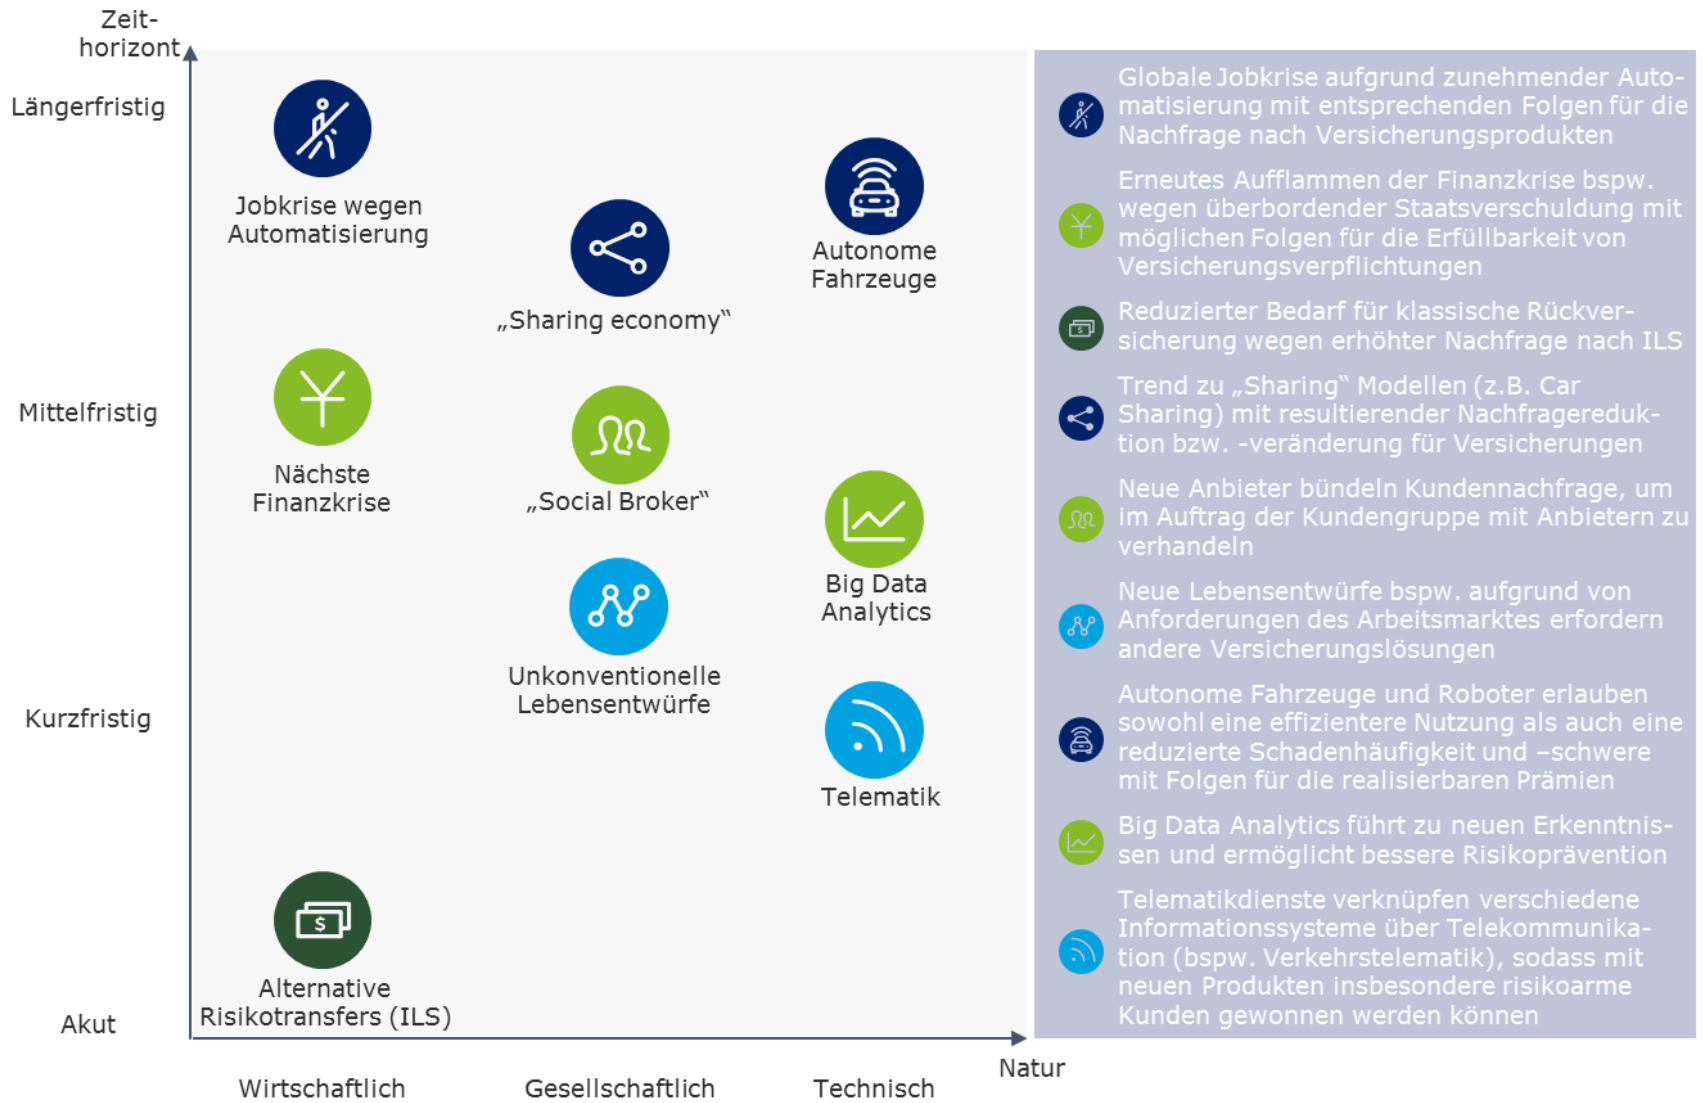 Zeit-
horizont
Längerfristig
Mittelfristig
Kurzfristig
Akut
Jobkrise wegen
Automatisierung
Autonome
Fahrzeuge
„Sharing economy“
Nächste
Finanzkrise
„Social Broker“
Big Data
Analytics
Unkonventionelle
Lebensentwürfe
Telematik
$
Alternative
Risikotransfers (ILS)
Natur
Wirtschaftlich
Gesellschaftlich
Technisch
Globale Jobkrise aufgrund zunehmender Auto-
matisierung mit entsprechenden Folgen für die
Nachfrage nach Versicherungsprodukten
Erneutes Aufflammen der Finanzkrise bspw.
wegen überbordender Staatsverschuldung mit
möglichen Folgen für die Erfüllbarkeit von
Versicherungsverpflichtungen
$
Reduzierter Bedarf für klassische Rückver-
sicherung wegen erhöhter Nachfrage nach ILS
Trend zu „Sharing“ Modellen (z.B. Car
Sharing) mit resultierender Nachfragereduk-
tion bzw. -veränderung für Versicherungen
Neue Anbieter bündeln Kundennachfrage, um
im Auftrag der Kundengruppe mit Anbietern zu
verhandeln
Neue Lebensentwürfe bspw. aufgrund von
Anforderungen des Arbeitsmarktes erfordern
andere Versicherungslösungen
Autonome Fahrzeuge und Roboter erlauben
sowohl eine effizientere Nutzung als auch eine
reduzierte Schadenhäufigkeit und –schwere
mit Folgen für die realisierbaren Prämien
Big Data Analytics führt zu neuen Erkenntnis-
sen und ermöglicht bessere Risikoprävention
Telematikdienste verknüpfen verschiedene
Informationssysteme über Telekommunika-
tion (bspw. Verkehrstelematik), sodass mit
neuen Produkten insbesondere risikoarme
Kunden gewonnen werden können